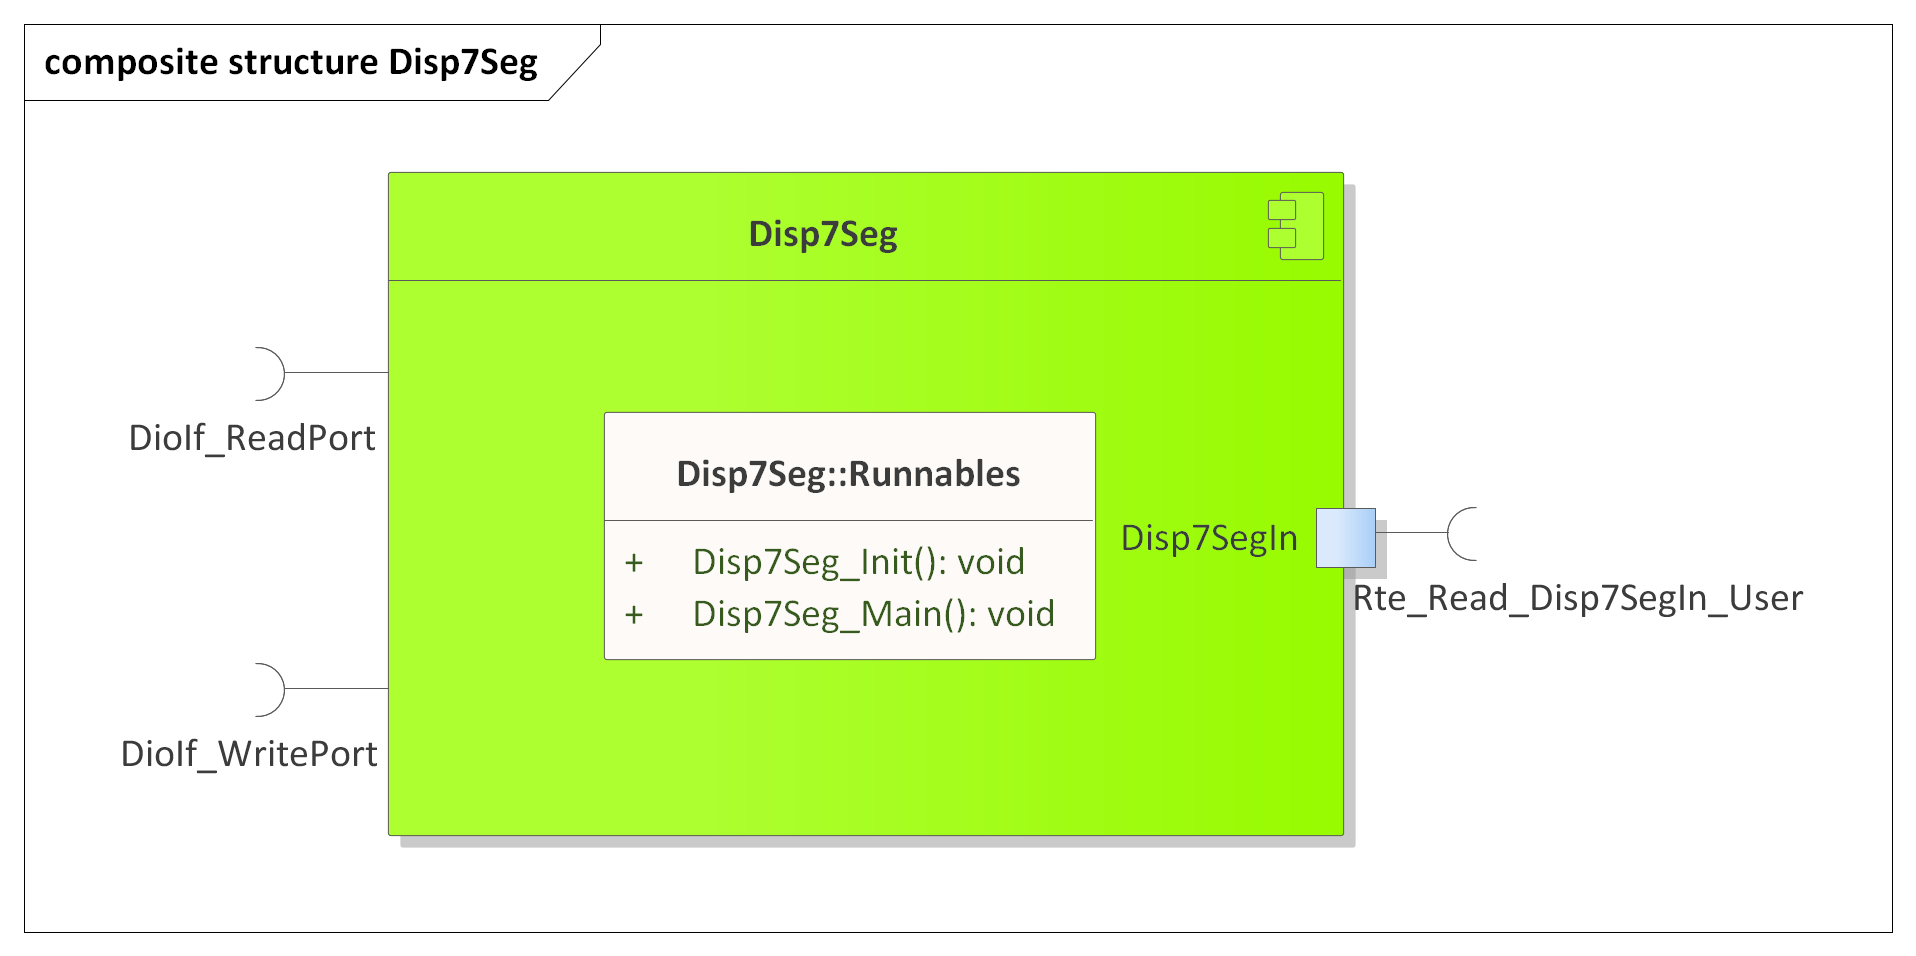 composite structure Disp7Seg
Disp7Seg
DioIf_ReadPort
Disp7Seg::Runnables
+ Disp7Seg_Init(): void
+ Disp7Seg_Main(): void
Disp7SegIn
Rte_Read_Disp7SegIn_User
DioIf_WritePort